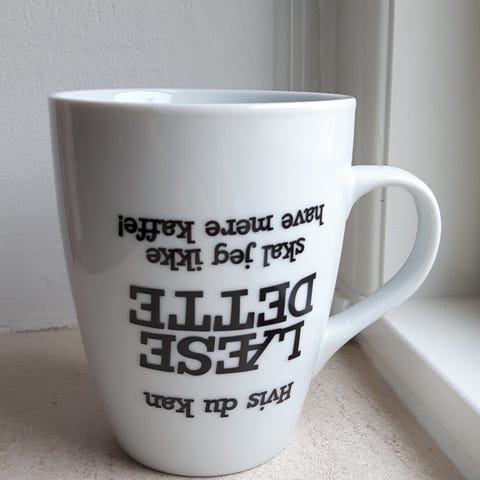 Hvis du kan
LÆSE
DETTE
skal jeg ikke
have mere kaffe!